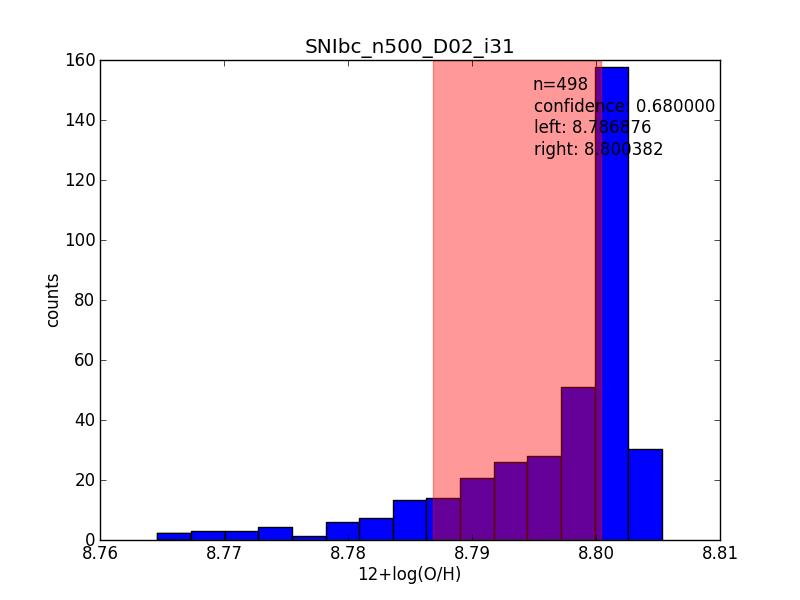 SNIbc_n500_D02_i31
160
140
120
100
80
60
40
20
0
counts
n=498
confidence: 0.680000
left: 8.786876
right: 8.800382
8.76 8.77 8.78 8.79 8.80 8.81
12+log(O/H)